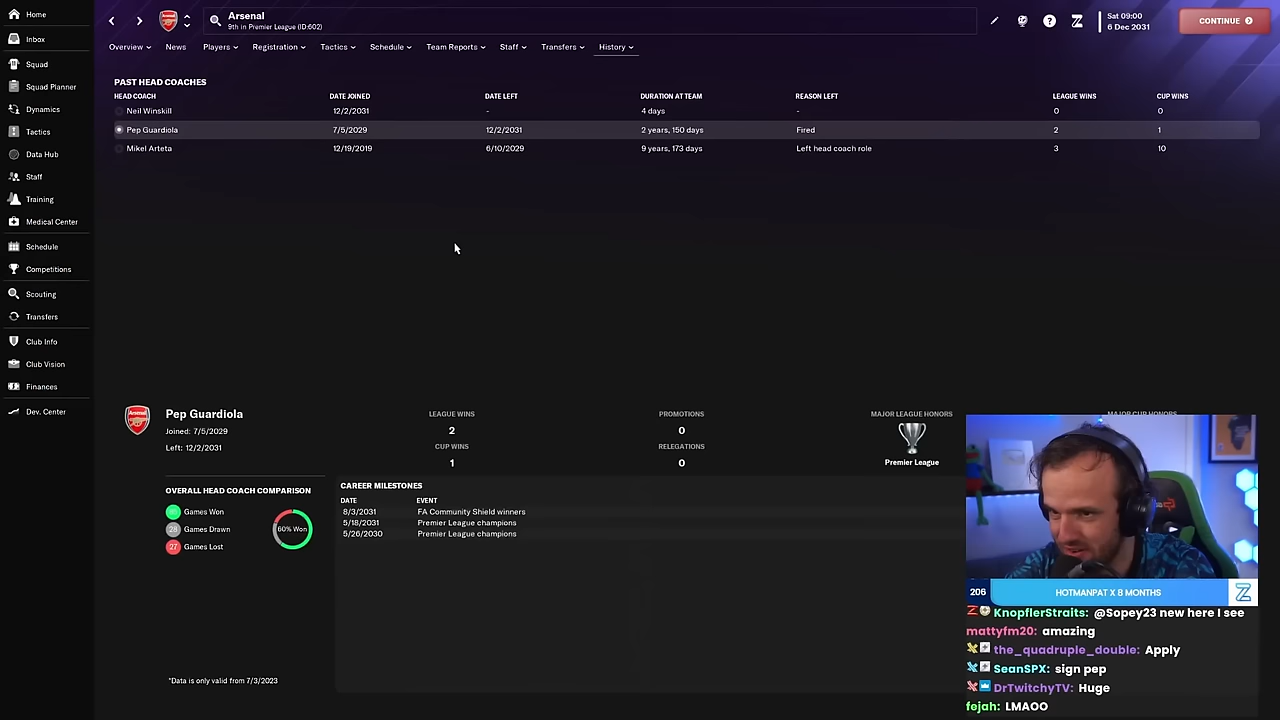 Home
Inbox
Squad
Squad Planner
Dynamics
Tactics
Data Hub
Staff
Training
Medical Center
Schedule
Competitions
Scouting
Transfers
Club Info
Club Vision
Finances
Dev. Center
Arsenal
9th in Premier League (ID:602)
Sat 09:00
6 Dec 2031
CONTINUE
Overview News Players Registration Tactics Schedule Team Reports Staff Transfers History
PAST HEAD COACHES
HEAD COACH DATE JOINED DATE LEFT DURATION AT TEAM REASON LEFT LEAGUE WINS CUP WINS
Neil Winskill 12/2/2031 - 4 days - 0 0
Pep Guardiola 7/5/2029 12/2/2031 2 years, 150 days Fired 2 1
Mikel Arteta 12/19/2019 6/10/2029 9 years, 173 days Left head coach role 3 10
Arsenal
Pep Guardiola
Joined: 7/5/2029
Left: 12/2/2031
LEAGUE WINS
2
CUP WINS
1
PROMOTIONS
0
RELEGATIONS
0
MAJOR LEAGUE HONORS
Premier League
MAJOR CUP HONORS
OVERALL HEAD COACH COMPARISON
Games Won
28 Games Drawn
27 Games Lost
60% Won
CAREER MILESTONES
DATE EVENT
8/3/2031 FA Community Shield winners
5/18/2031 Premier League champions
5/26/2030 Premier League champions
*Data is only valid from 7/3/2023
206 HOTMANPAT X 8 MONTHS Z
KnopflerStraits: @Sopey23 new here I see
mattyfm20: amazing
the_quadruple_double: Apply
SeanSPX: sign pep
DrTwitchyTV: Huge
fejah: LMAOO